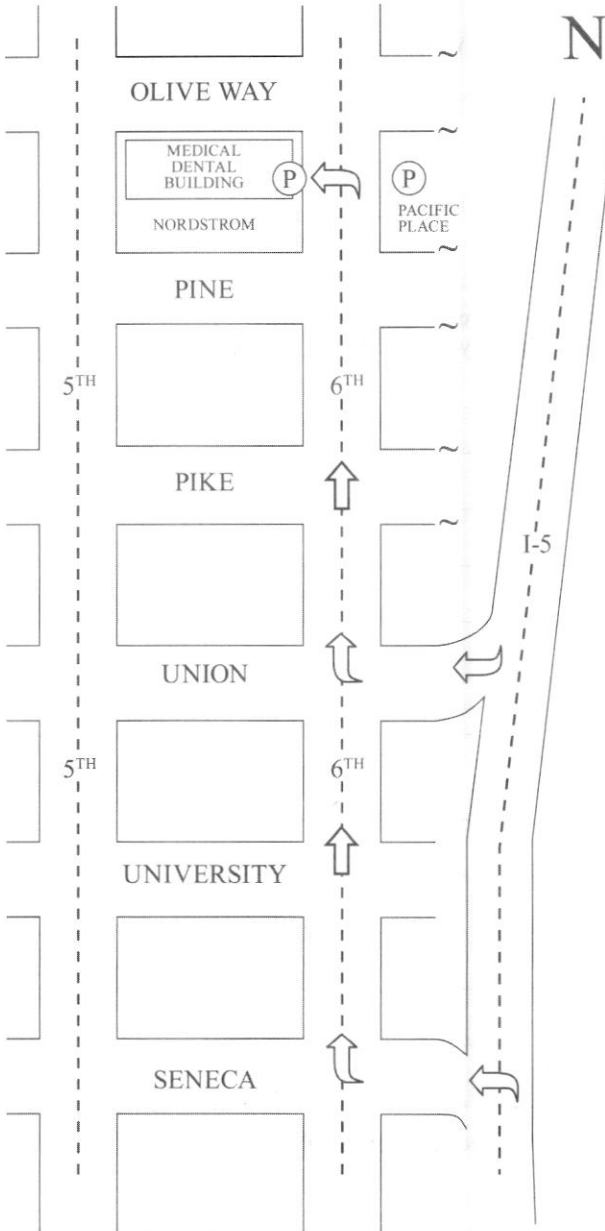 N
OLIVE WAY
MEDICAL
DENTAL
BUILDING
P
P
NORDSTROM
PACIFIC
PLACE
PINE
5TH
6TH
PIKE
I-5
UNION
5TH
6TH
UNIVERSITY
SENECA